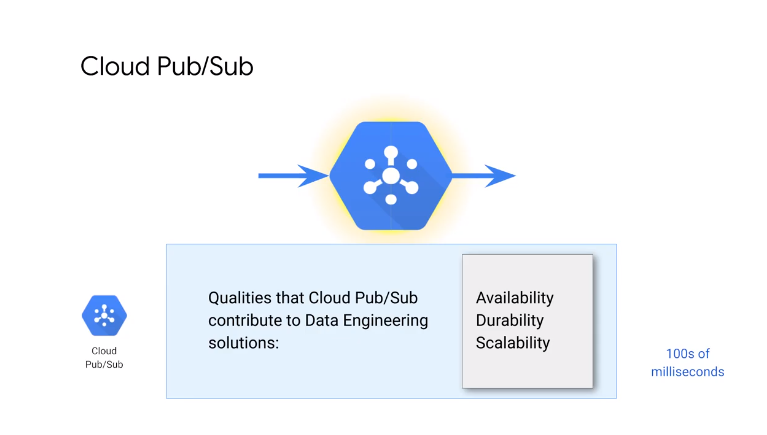 Cloud Pub/Sub
Qualities that Cloud Pub/Sub
contribute to Data Engineering
solutions:
Availability
Durability
Scalability
Cloud
Pub/Sub
100s of
milliseconds